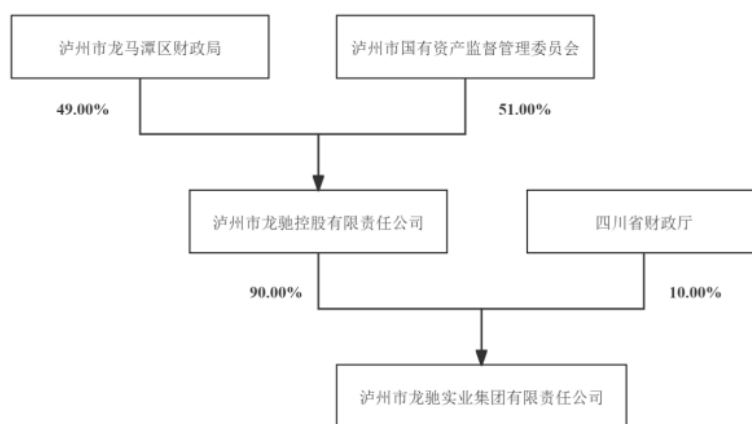 泸州市龙马潭区财政局
泸州市国有资产监督管理委员会
49.00%
51.00%
泸州市龙驰控股有限责任公司
四川省财政厅
90.00%
10.00%
泸州市龙驰实业集团有限责任公司